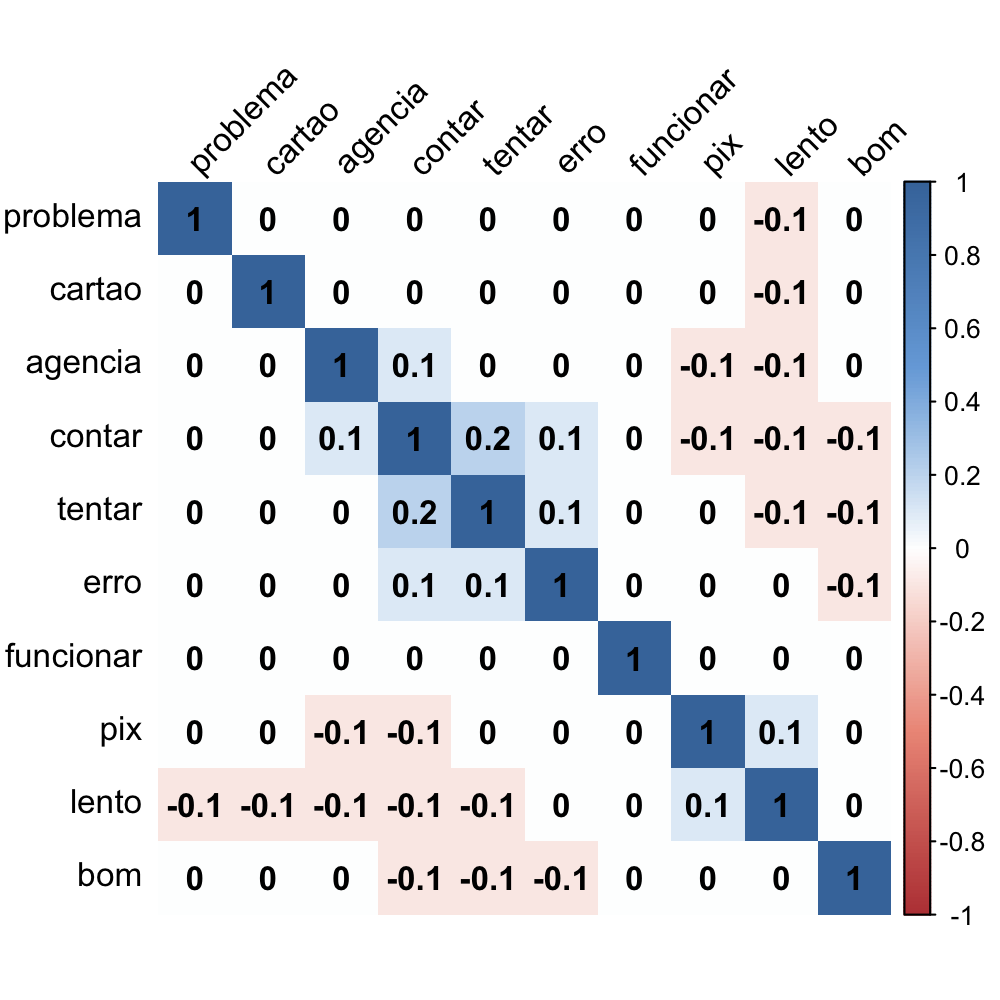 problema cartao agencia contar tentar erro funcionar pix lento bom
problema 1 0 0 0 0 0 0 0 -0.1 0
cartao 0 1 0 0 0 0 0 0 -0.1 0
agencia 0 0 1 0.1 0 0 0 -0.1 -0.1 0
contar 0 0 0.1 1 0.2 0.1 0 -0.1 -0.1 -0.1
tentar 0 0 0 0.2 1 0.1 0 0 -0.1 -0.1
erro 0 0 0 0.1 0.1 1 0 0 0 -0.1
funcionar 0 0 0 0 0 0 1 0 0 0
pix 0 0 -0.1 -0.1 0 0 0 1 0.1 0
lento -0.1 -0.1 -0.1 -0.1 -0.1 0 0 0.1 1 0
bom 0 0 0 -0.1 -0.1 -0.1 0 0 0 1
1
0.8
0.6
0.4
0.2
0
-0.2
-0.4
-0.6
-0.8
-1